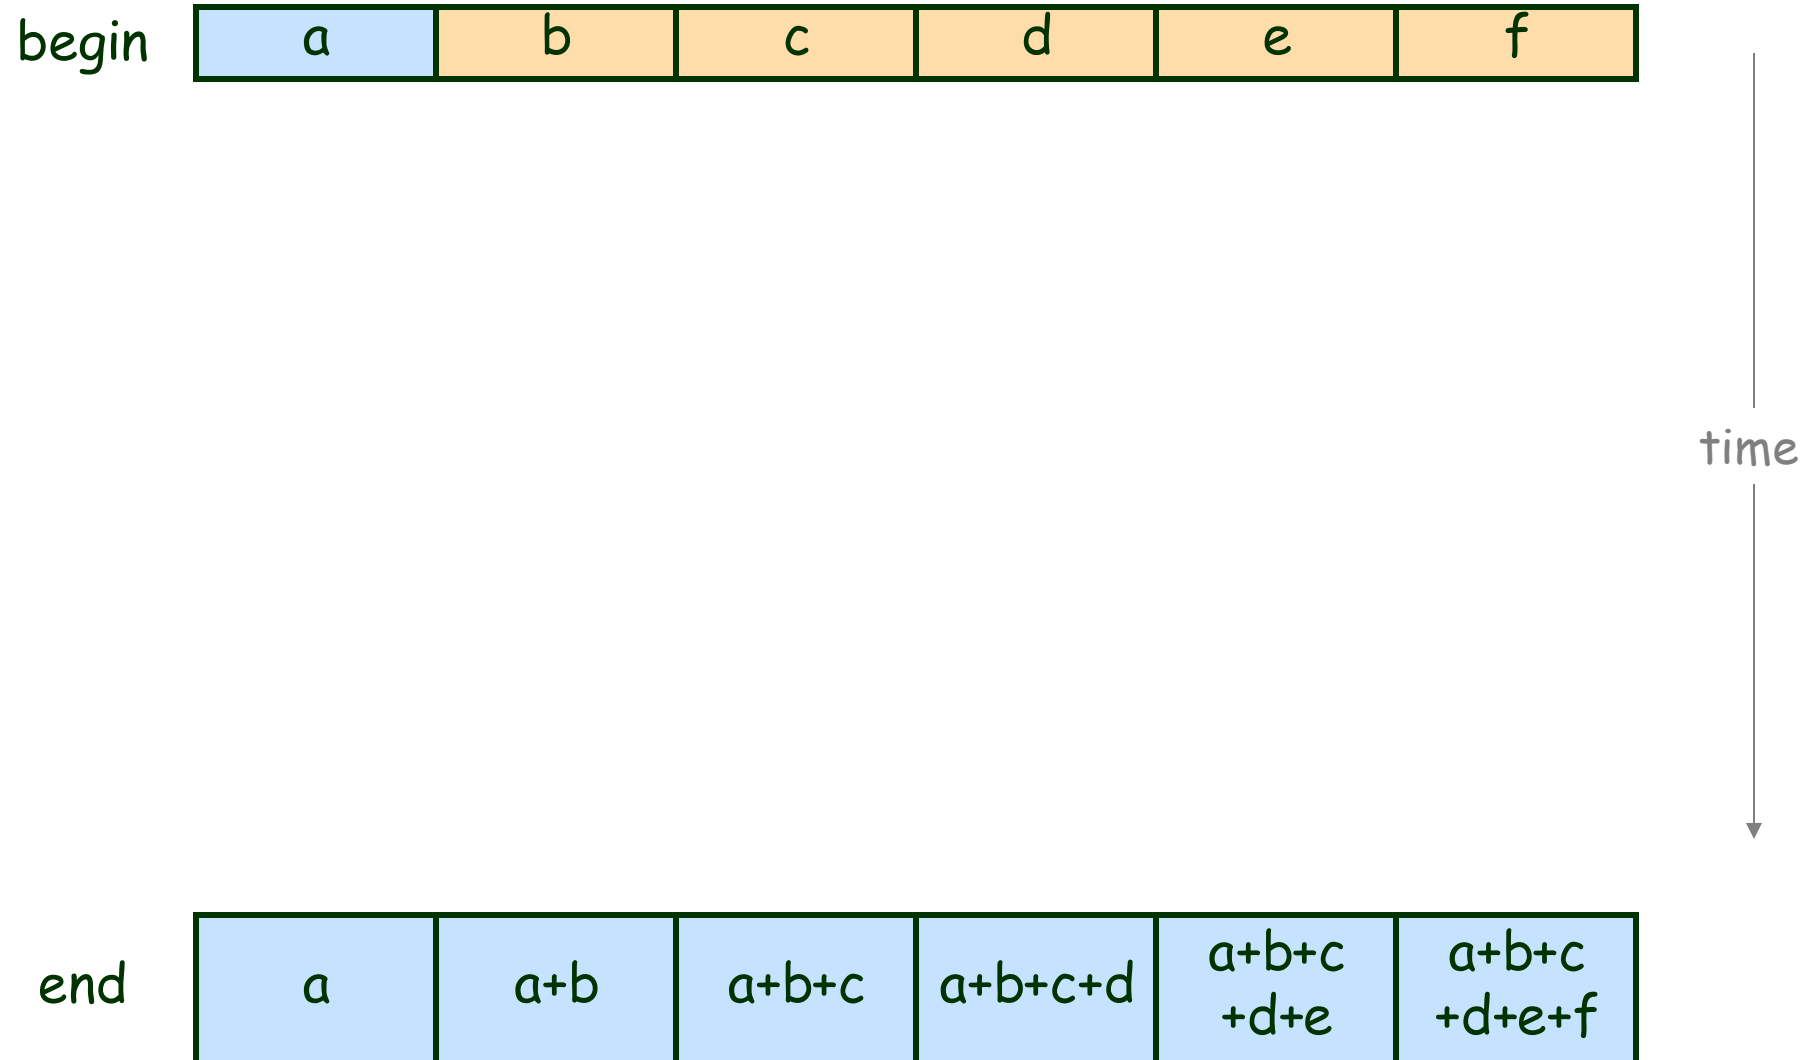 begin a b c d e f
time
end a a+b a+b+c a+b+c+d a+b+c a+b+c
+d+e +d+e+f